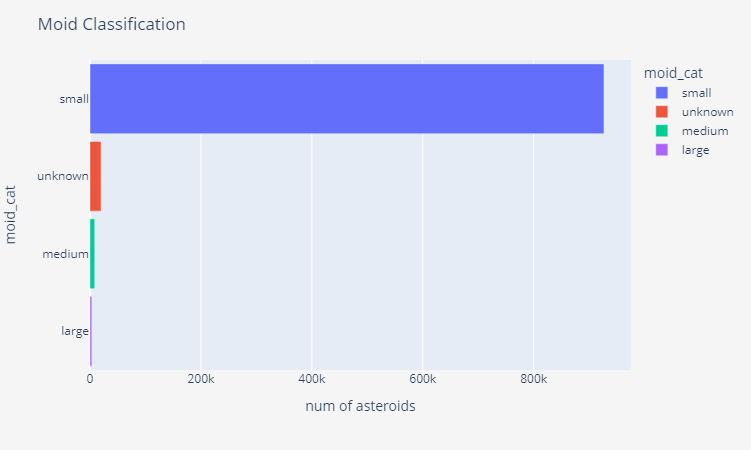 Moid Classification
moid_cat
small
unknown
medium
large
0
200k
400k
600k
800k
num of asteroids
moid_cat
small
unknown
medium
large